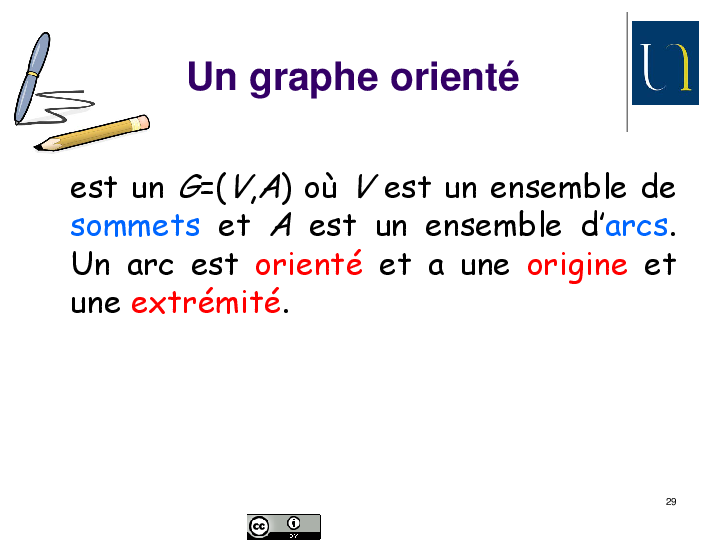 Un graphe orienté
est un G=(V,A) où V est un ensemble de
sommets et A est un ensemble d’arcs.
Un arc est orienté et a une origine et
une extrémité.
29
cc
BY